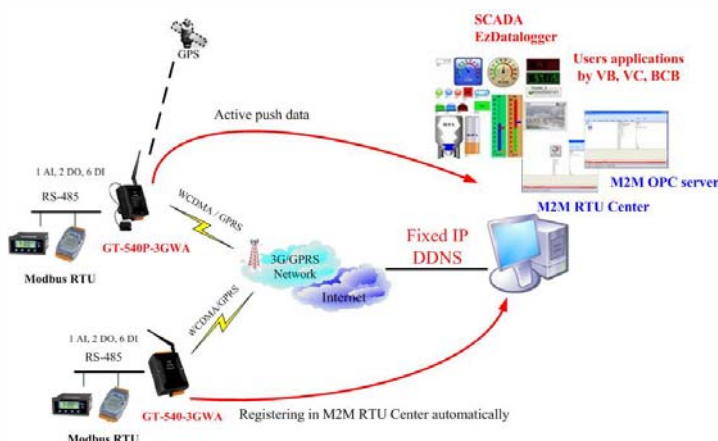 SCADA
EzDatalogger
GPS
Users applications
by VB, VC, BCB
Active push data
1 AI, 2 DO, 6 DI
RS-485
WCDMA / GPRS
M2M OPC server
M2M RTU Center
GT-540P-3GWA
Modbus RTU
Fixed IP
DDNS
3G/GPRS
Network
Internet
WCDMA/GPRS
1 AI, 2 DO, 6 DI
RS-485
GT-540-3GWA
Registering in M2M RTU Center automatically
Modbus RTU